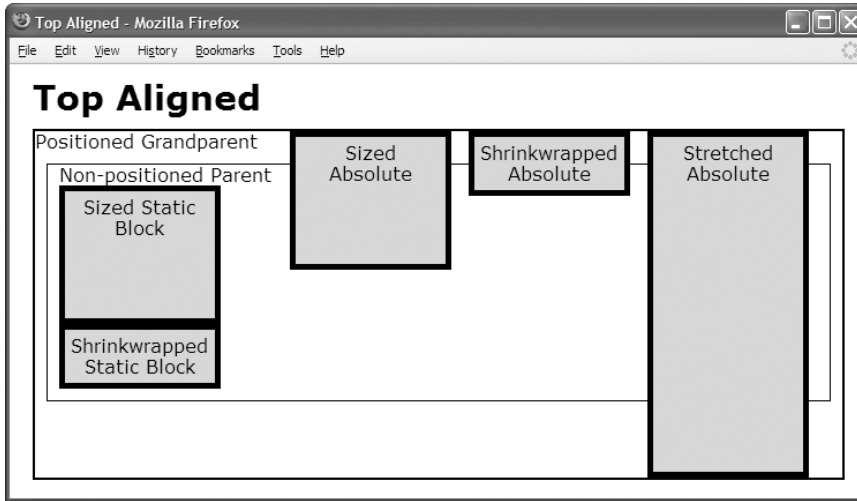 Top Aligned - Mozilla Firefox
File Edit View History Bookmarks Tools Help
Top Aligned
Positioned Grandparent
Non-positioned Parent
Sized Static
Block
Shrinkwrapped
Static Block
Sized
Absolute
Shrinkwrapped
Absolute
Stretched
Absolute